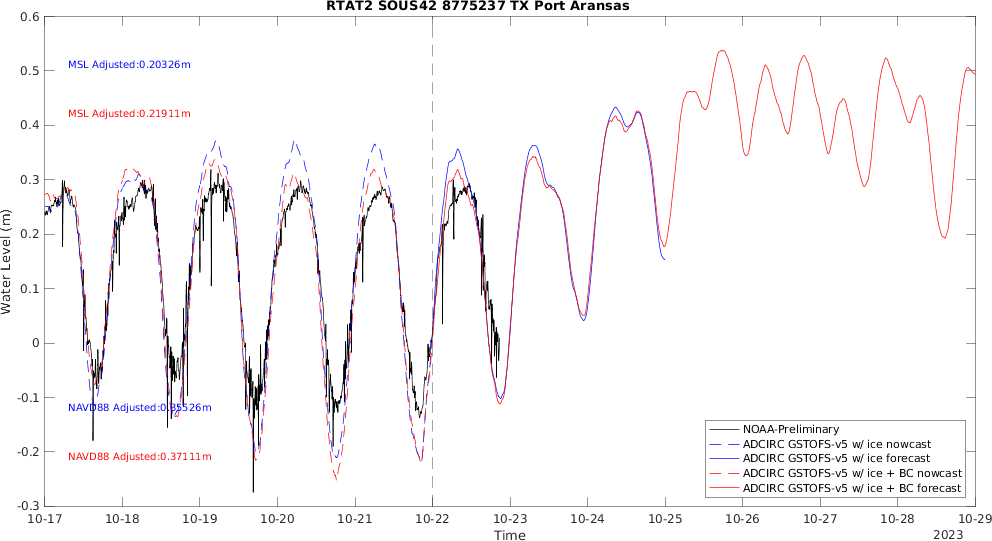 RTAT2 SOUS42 8775237 TX Port Aransas
0.6
0.5
0.4
0.3
0.2
0.1
0
-0.1
-0.2
-0.3
Water Level (m)
MSL Adjusted:0.20326m
MSL Adjusted:0.21911m
NAVD88 Adjusted:0.35526m
NAVD88 Adjusted:0.37111m
NOAA-Preliminary
ADCIRC GSTOFS-v5 w/ ice nowcast
ADCIRC GSTOFS-v5 w/ ice forecast
ADCIRC GSTOFS-v5 w/ ice + BC nowcast
ADCIRC GSTOFS-v5 w/ ice + BC forecast
10-17 10-18 10-19 10-20 10-21 10-22 10-23 10-24 10-25 10-26 10-27 10-28 10-29
Time
2023